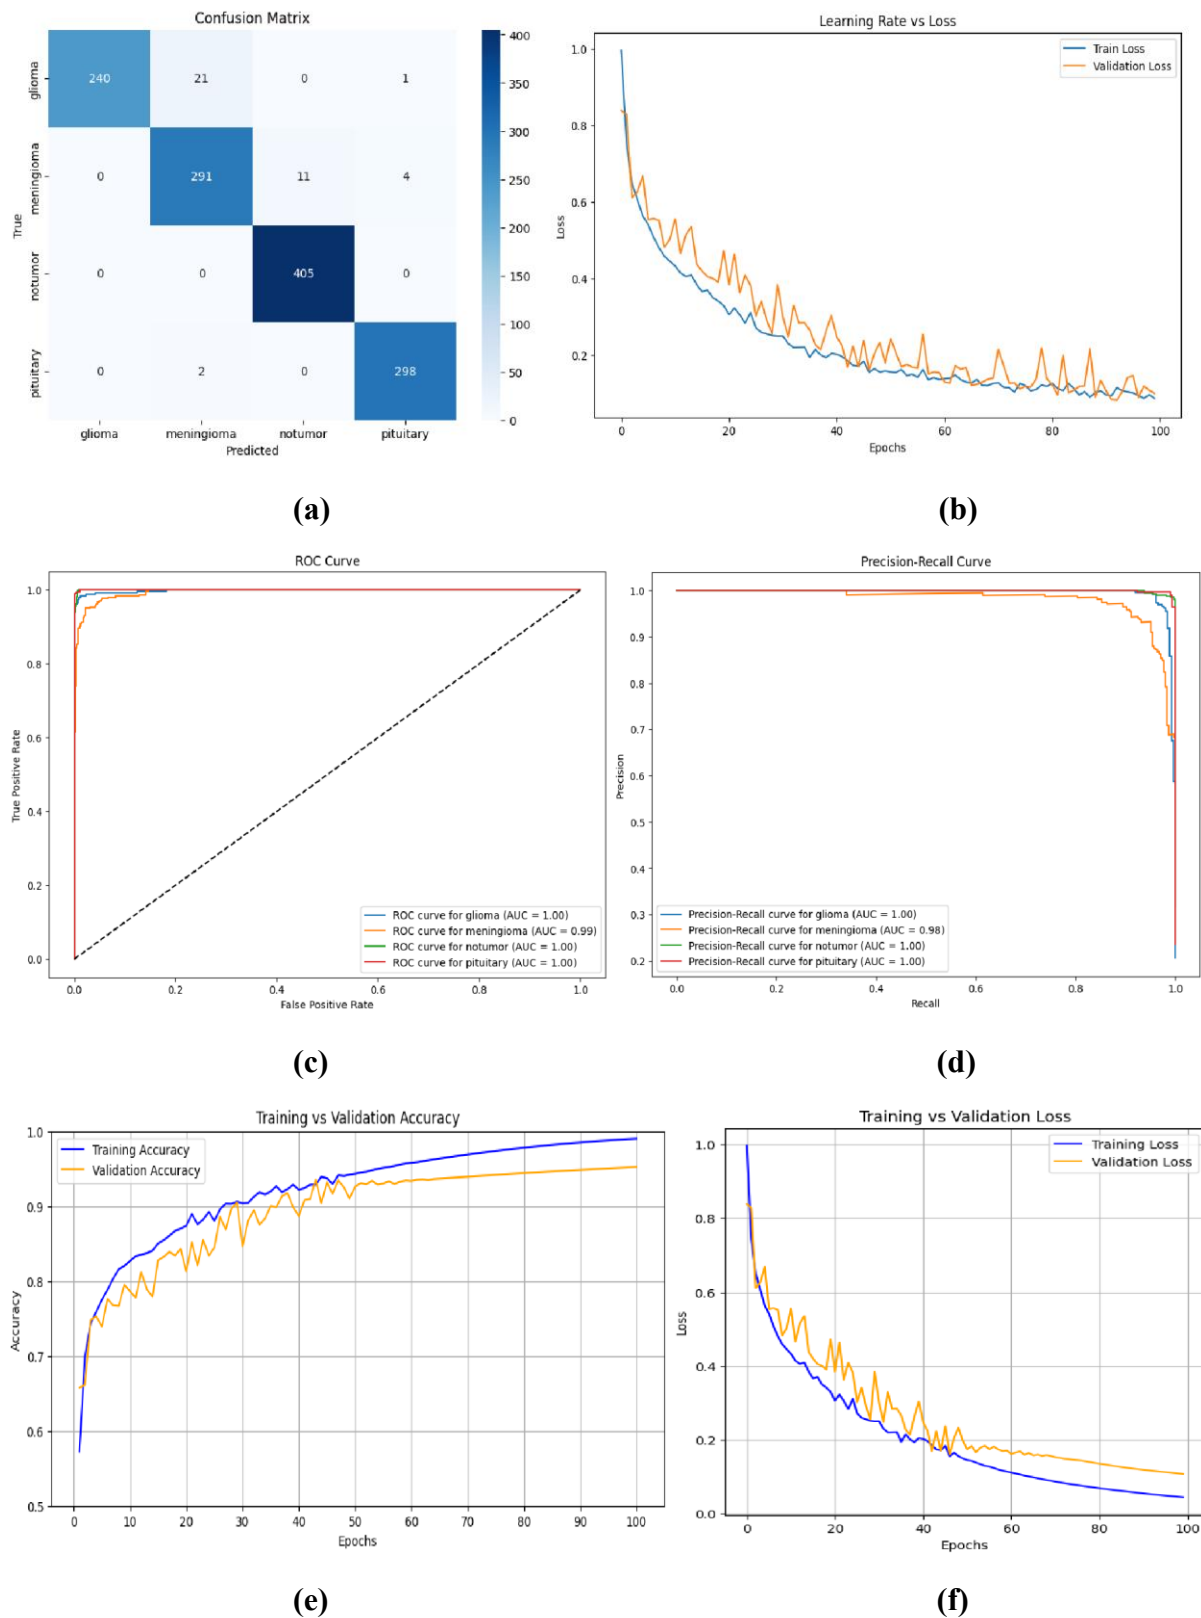 Confusion Matrix
glioma
meningioma
notumor
pituitary
True
240 21 0 1
0 291 11 4
0 0 405 0
0 2 0 298
glioma meningioma notumor pituitary
Predicted
400
350
300
250
200
150
100
50
0
(a)
Learning Rate vs Loss
Train Loss
Validation Loss
1.0
0.8
0.6
0.4
0.2
Loss
0 20 40 60 80 100
Epochs
(b)
ROC Curve
1.0
0.8
0.6
0.4
0.2
0.0
True Positive Rate
ROC curve for glioma (AUC = 1.00)
ROC curve for meningioma (AUC = 0.99)
ROC curve for notumor (AUC = 1.00)
ROC curve for pituitary (AUC = 1.00)
0.0 0.2 0.4 0.6 0.8 1.0
False Positive Rate
(c)
Precision-Recall Curve
1.0
0.9
0.8
0.7
0.6
0.5
0.4
0.3
0.2
Precision
Precision-Recall curve for glioma (AUC = 1.00)
Precision-Recall curve for meningioma (AUC = 0.98)
Precision-Recall curve for notumor (AUC = 1.00)
Precision-Recall curve for pituitary (AUC = 1.00)
0.0 0.2 0.4 0.6 0.8 1.0
Recall
(d)
Training vs Validation Accuracy
Training Accuracy
Validation Accuracy
1.0
0.9
0.8
0.7
0.6
0.5
Accuracy
0 10 20 30 40 50 60 70 80 90 100
Epochs
(e)
Training vs Validation Loss
Training Loss
Validation Loss
1.0
0.8
0.6
0.4
0.2
0.0
Loss
0 20 40 60 80 100
Epochs
(f)